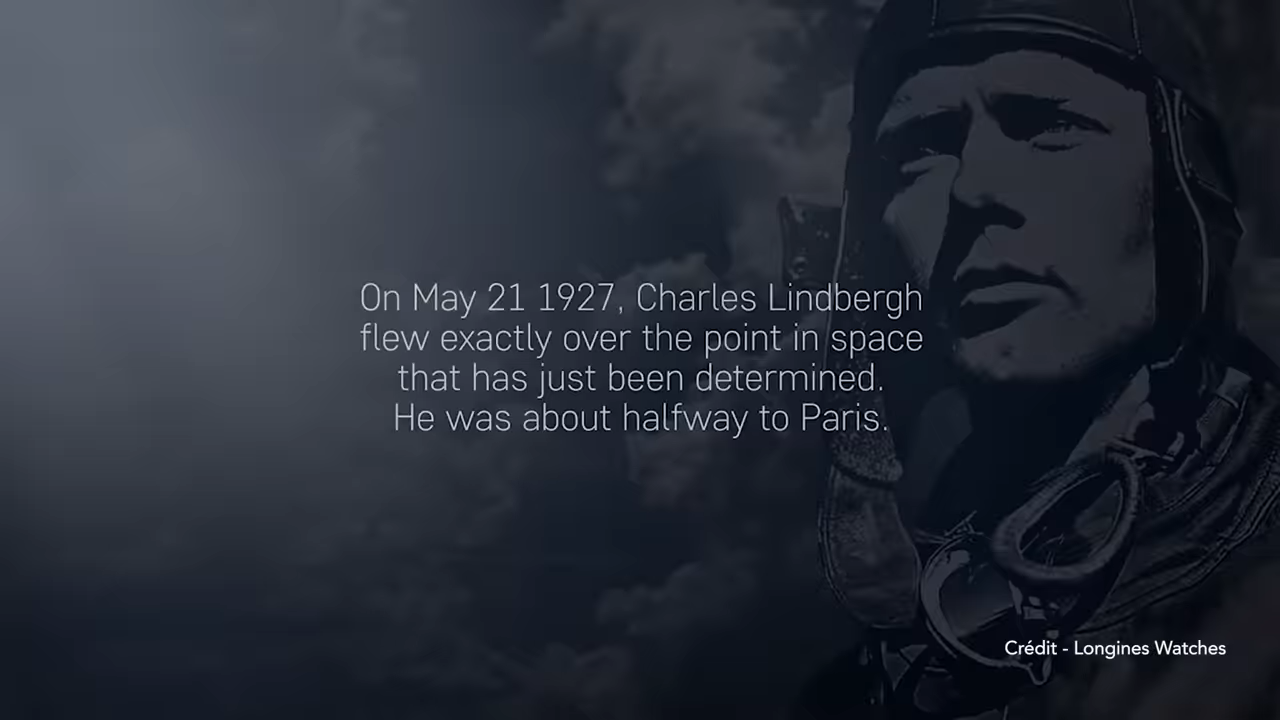 On May 21 1927, Charles Lindbergh
flew exactly over the point in space
that has just been determined.
He was about halfway to Paris.
Crédit - Longines Watches